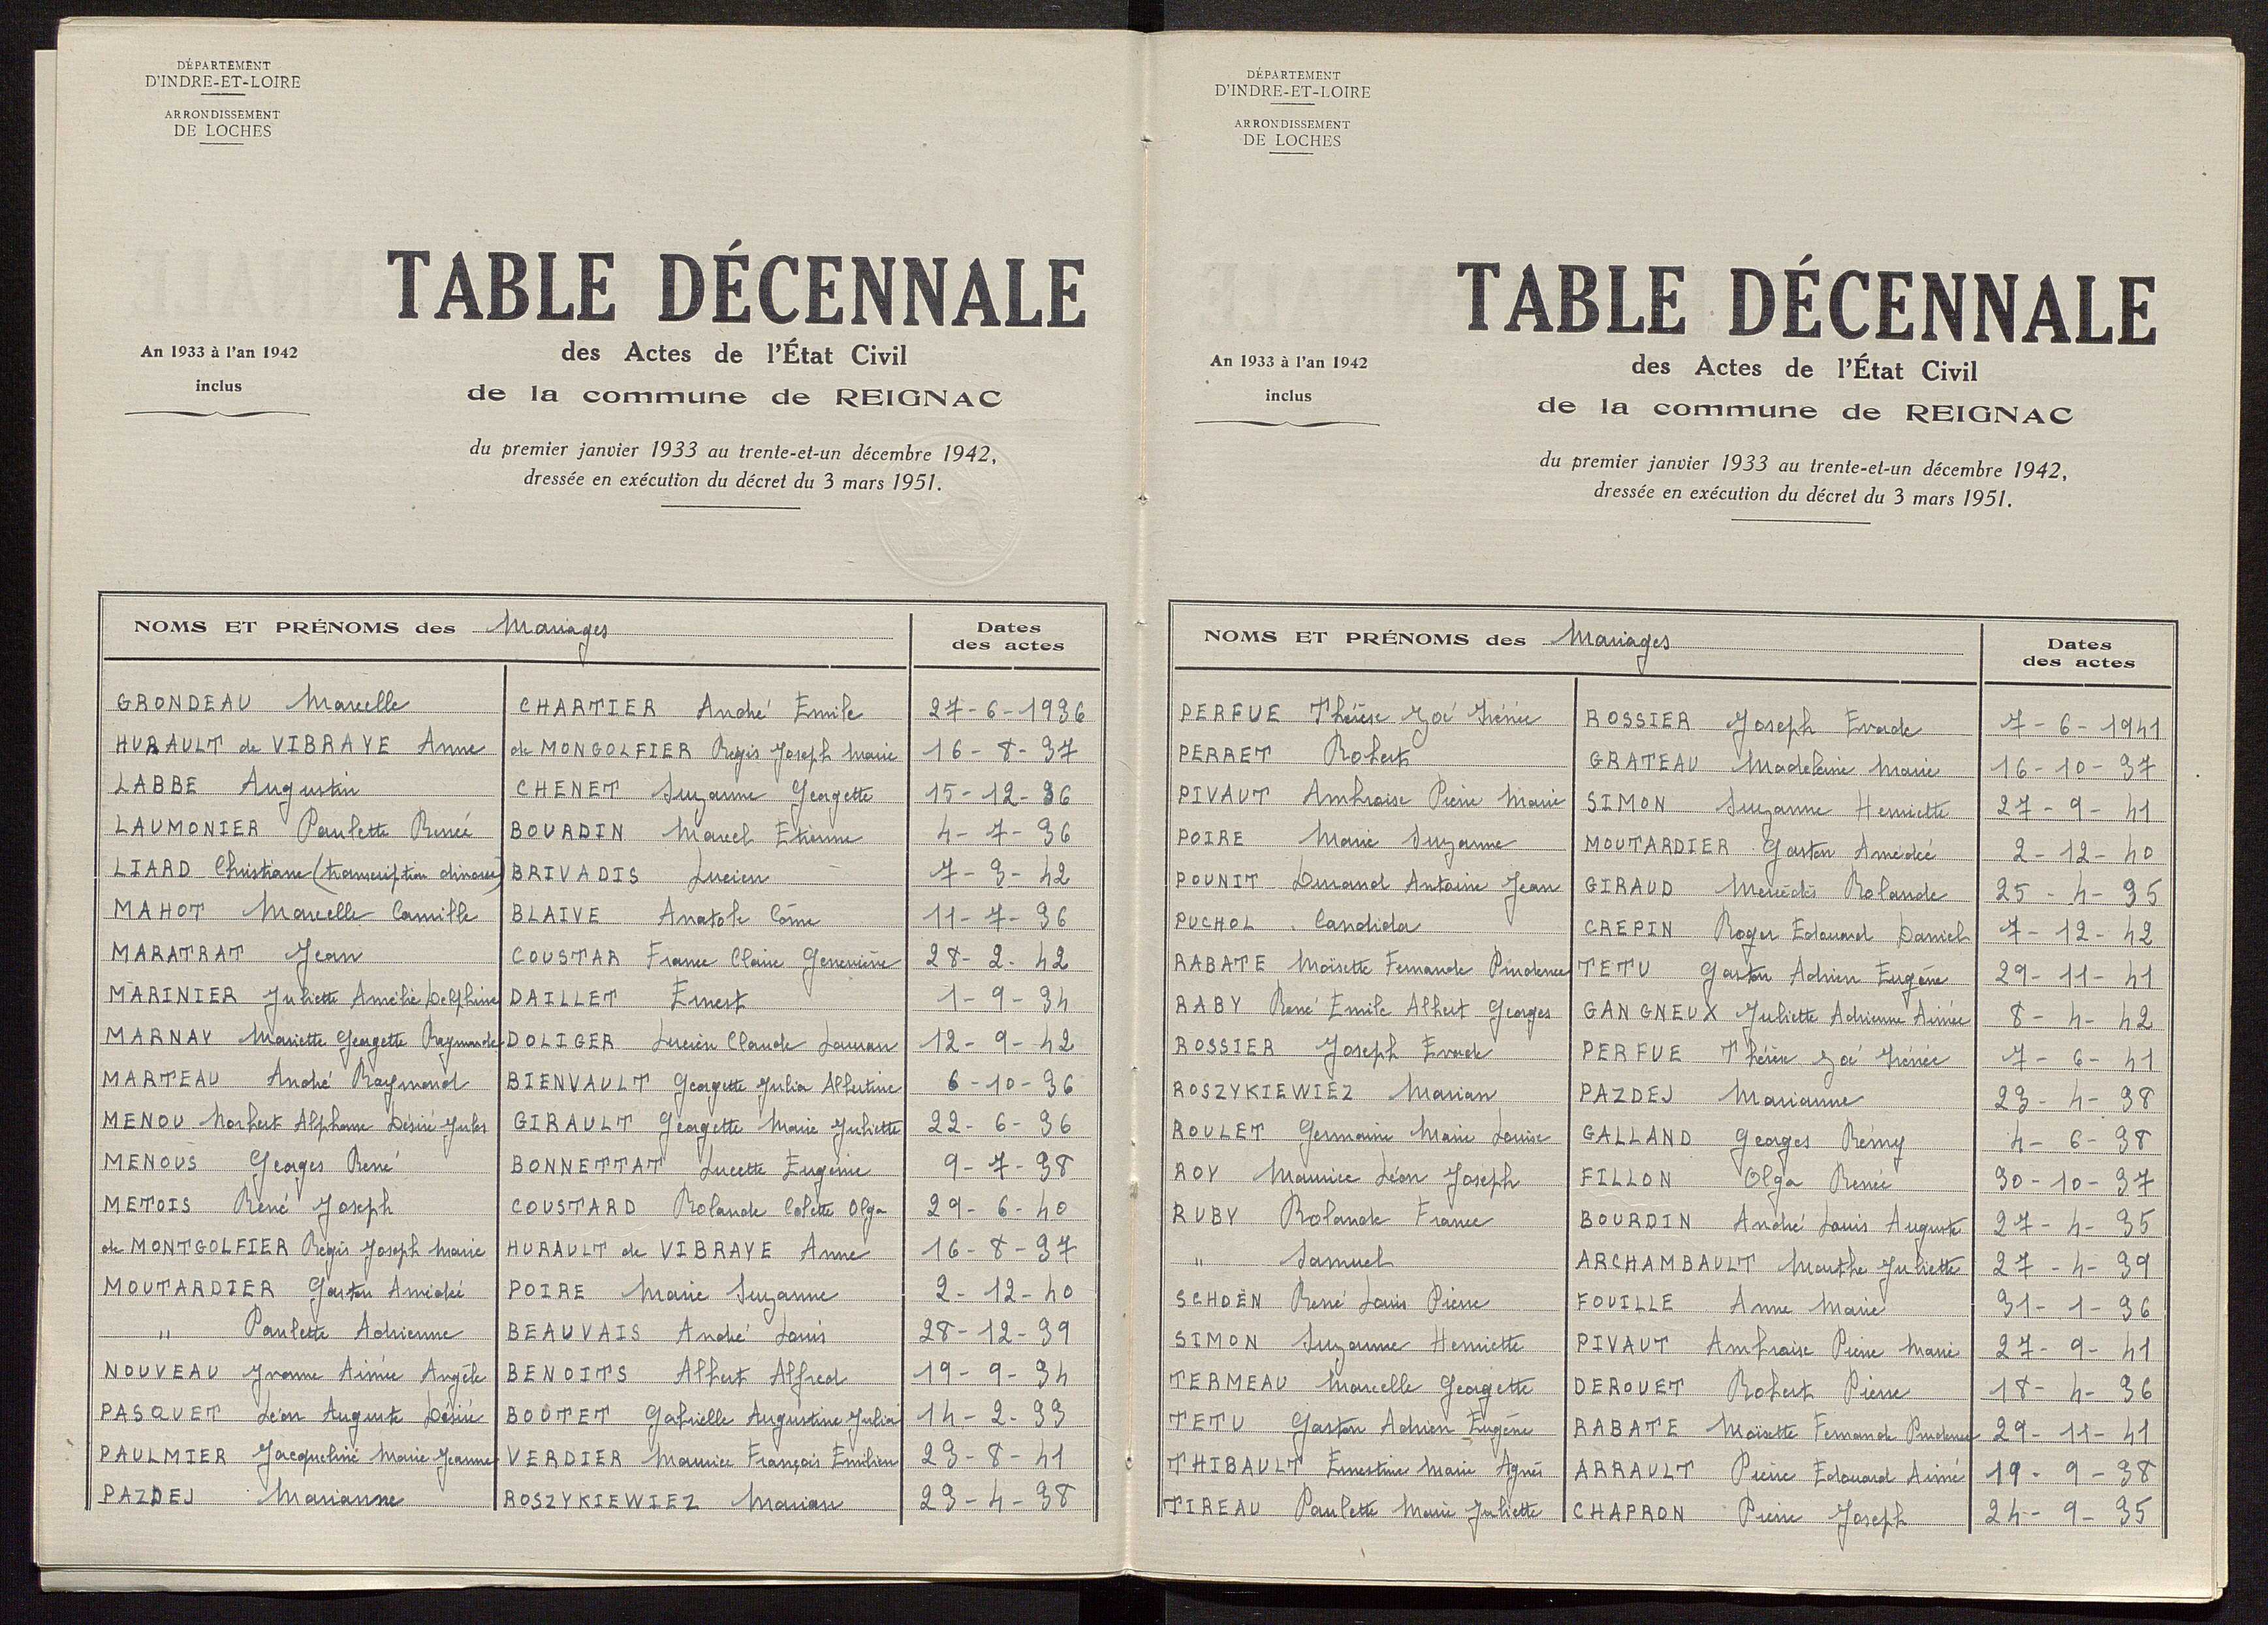 DÉPARTEMENT
D'INDRE-ET-LOIRE
ARRONDISSEMENT
DE LOCHES
TABLE DÉCENNALE
An 1933 à l'an 1942
inclus
des Actes de l'État Civil
de la commune de REIGNAC
du premier janvier 1933 au trente-et-un décembre 1942,
dressée en exécution du décret du 3 mars 1951.
NOMS ET PRÉNOMS des Mariages Dates
des actes
GRONDEAU Marcelle CHARTIER André Emile 27-6-1936
HURAULT de VIBRAYE Anne de MONGOLFIER Régis Joseph Marie 16-8-37
LABBE Augustin CHENET Suzanne Georgette 15-12-36
LAUMONIER Paulette Renée BOURDIN Marcel Etienne 4-7-36
LIARD Christiane (transcription divorce) BRIVADIS Lucien 7-3-42
MAHOT Marcelle Camille BLAIVE Anatole Côme 11-7-36
MARATRAT Jean COUSTAR France Claire Geneviève 28-2-42
MARINIER Juliette Amélie Delphine DAILLET Ernest 1-9-34
MARNAY Mariette Georgette Raymonde DOLIGER Lucien Claude 12-9-42
MARTEAU André Raymond BIENVAULT Georgette Julia Albertine 6-10-36
MENOU Norbert Alphonse Désiré Jules GIRAULT Georgette Marie Juliette 22-6-36
MENOUS Georges René BONNETTAT Lucette Eugénie 9-7-38
METOIS René Joseph COUSTARD Rolande Colette Olga 29-6-40
de MONTGOLFIER Régis Joseph Marie HURAULT de VIBRAYE Anne 16-8-37
MOUTARDIER Gaston Amédée POIRE Marie Suzanne 2-12-40
" Paulette Adrienne BEAUVAIS André Louis 28-12-39
NOUVEAU Yvonne Aimée Angèle BENOITS Albert Alfred 19-9-34
PASQUET Léon Auguste Désiré BOUTET Gabrielle Augustine Julia 14-2-33
PAULMIER Jacqueline Marie Jeanne VERDIER Maurice François Emilien 23-8-41
PAZDEJ Marianne ROSZYKIEWIEZ Marian 23-4-38
DÉPARTEMENT
D'INDRE-ET-LOIRE
ARRONDISSEMENT
DE LOCHES
TABLE DÉCENNALE
An 1933 à l'an 1942
inclus
des Actes de l'État Civil
de la commune de REIGNAC
du premier janvier 1933 au trente-et-un décembre 1942,
dressée en exécution du décret du 3 mars 1951.
NOMS ET PRÉNOMS des Mariages Dates
des actes
PERFUE Thérèse Zoé Irénée ROSSIER Joseph Evrade 7-6-1941
PERRET Robert GRATEAU Madeleine Marie 16-10-37
PIVAUT Ambroise Pierre Marie SIMON Suzanne Henriette 27-9-41
POIRE Marie Suzanne MOUTARDIER Gaston Amédée 2-12-40
POUNIT Durand Antoine Jean GIRAUD Mercédès Rolande 25-4-35
PUCHOL Candida CREPIN Roger Edouard Daniel 7-12-42
RABATE Moïsette Fernande Prudence TETU Gaston Adrien Eugène 29-11-41
RABY René Emile Albert Georges GANGNEUX Juliette Adrienne Aimée 8-4-42
ROSSIER Joseph Evrade PERFUE Thérèse Zoé Irénée 7-6-41
ROSZYKIEWIEZ Marian PAZDEJ Marianne 23-4-38
ROULET Germaine Marie Louise GALLAND Georges Rémy 4-6-38
ROY Maurice Léon Joseph FILLON Olga Renée 30-10-37
RUBY Rolande France BOURDIN André Louis Auguste 27-4-35
" Samuel ARCHAMBAULT Marthe Juliette 27-4-39
SCHOËN René Louis Pierre FOUILLE Anne Marie 31-1-36
SIMON Suzanne Henriette PIVAUT Ambroise Pierre Marie 27-9-41
TERMEAU Marcelle Georgette DEROUET Robert Pierre 18-4-36
TETU Gaston Adrien Eugène RABATE Moïsette Fernande Prudence 29-11-41
THIBAULT Ernestine Marie Agnès ARRAULT Pierre Edouard Aimé 19-9-38
TIREAU Paulette Marie Juliette CHAPRON Pierre Joseph 24-9-35